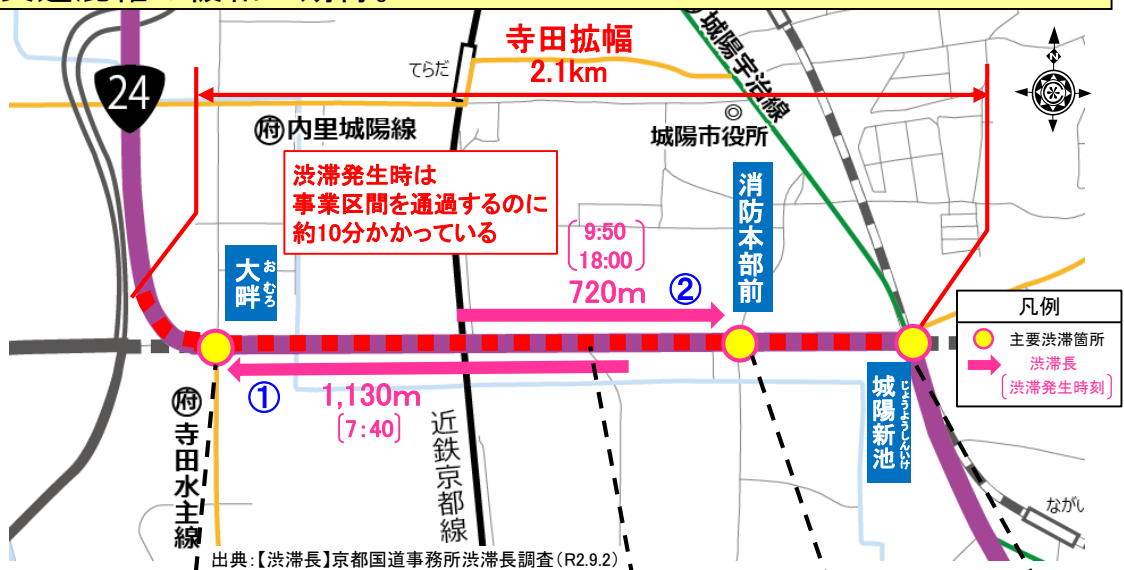 寺田拡幅
2.1km
てらだ
24
府内里城陽線
城陽宇治線
城陽市役所
N
渋滞発生時は
事業区間を通過するのに
約10分かかっている
9:50
18:00
720m
②
消防本部前
大畔
おむろ
凡例
主要渋滞箇所
渋滞長
〔渋滞発生時刻〕
①
1,130m
〔7:40〕
府寺田水主線
近鉄京都線
城陽新池
じょうようしんいけ
ながい
出典:【渋滞長】京都国道事務所渋滞長調査(R2.9.2)